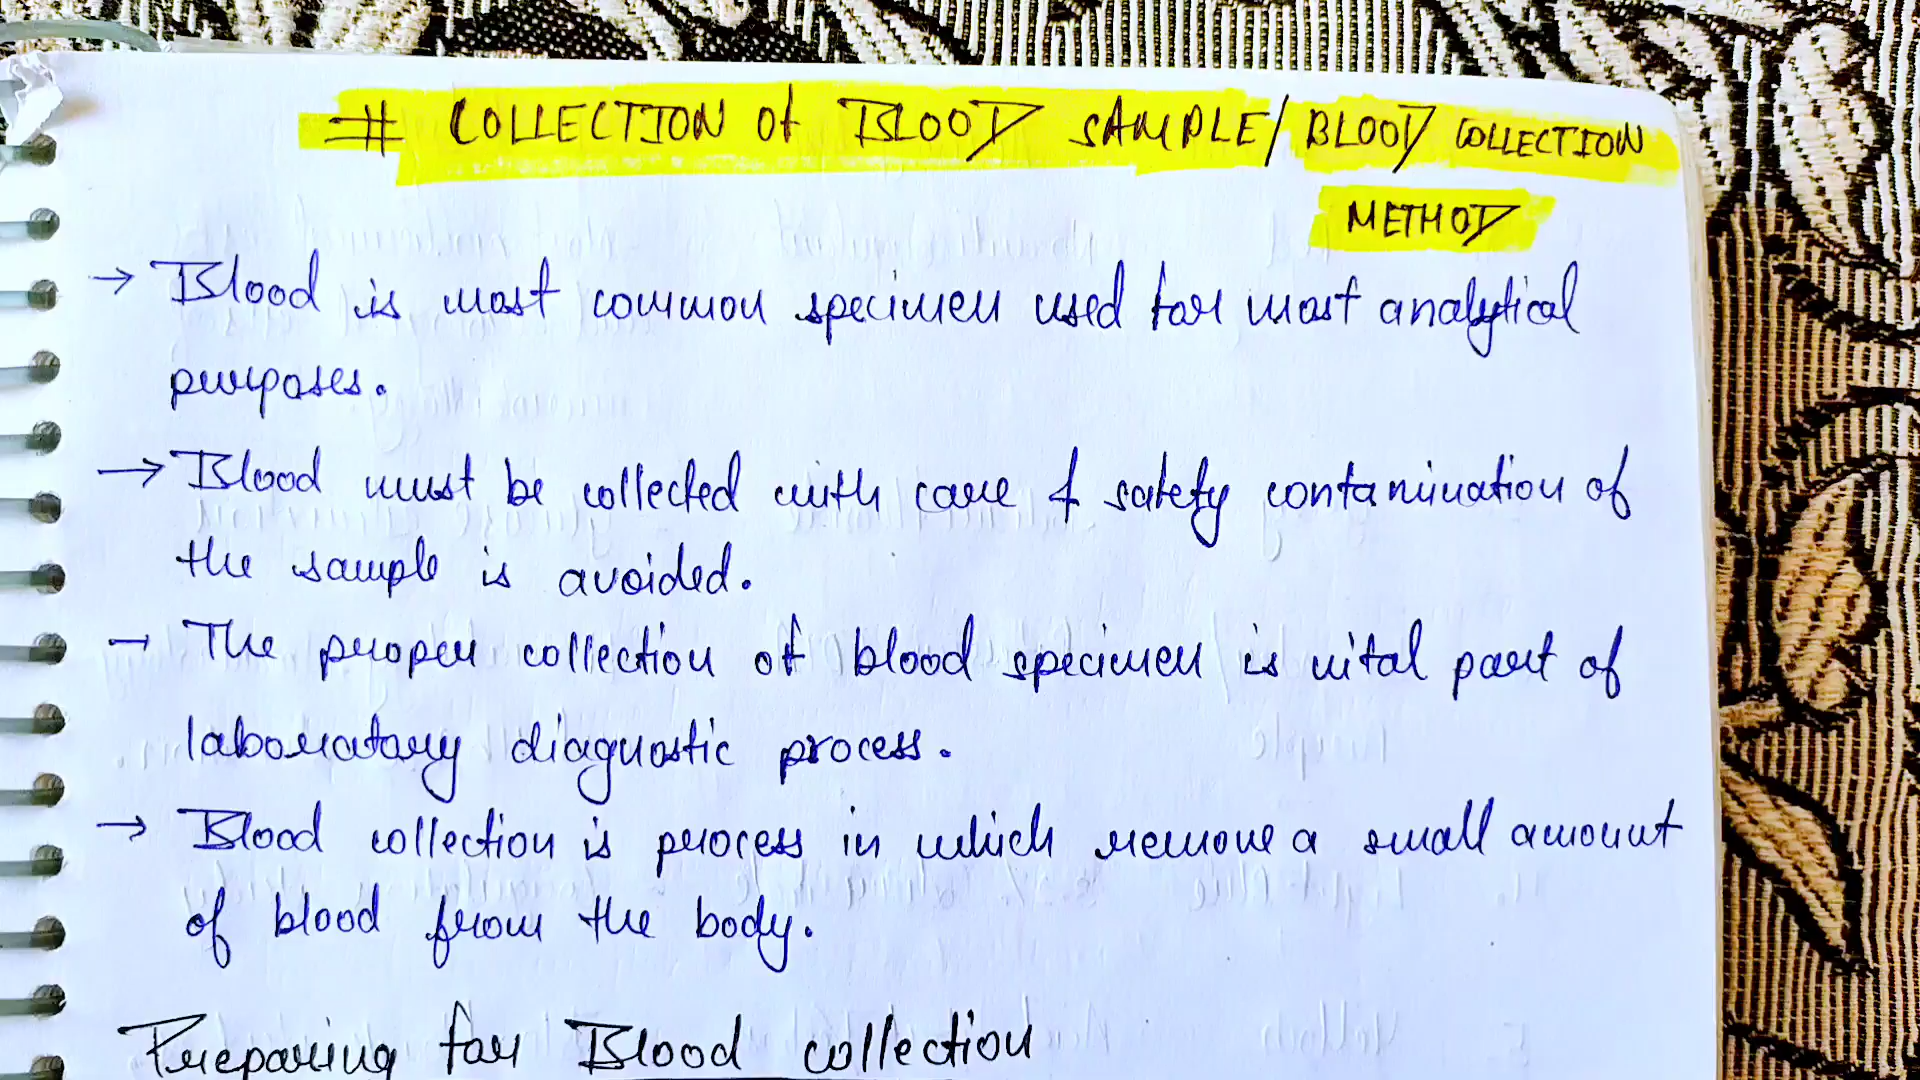 # COLLECTION Of BLOOD SAMPLE/BLOOD COLLECTION
METHOD
→ Blood is most common specimen used for most analytical
purposes.
→ Blood must be collected with care & safety contamination of
the sample is avoided.
→ The proper collection of blood specimen is vital part of
laboratory diagnostic process.
→ Blood collection is process in which remove a small amount
of blood from the body.
Preparing for Blood collection